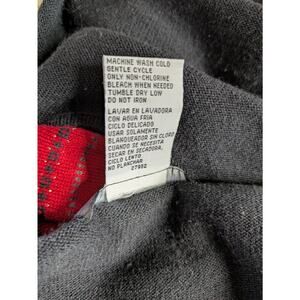 MACHINE WASH COLD
GENTLE CYCLE
ONLY NON-CHLORINE
BLEACH WHEN NEEDED
TUMBLE DRY LOW
DO NOT IRON
LAVAR EN LAVADORA
CON AGUA FRIA
CICLO DELICADO
USAR SOLAMENTE
BLANQUEADOR SIN CLORO
CUANDO SE NECESITA
SECAR EN SECADORA,
CICLO LENTO
NO PLANCHAR
27982